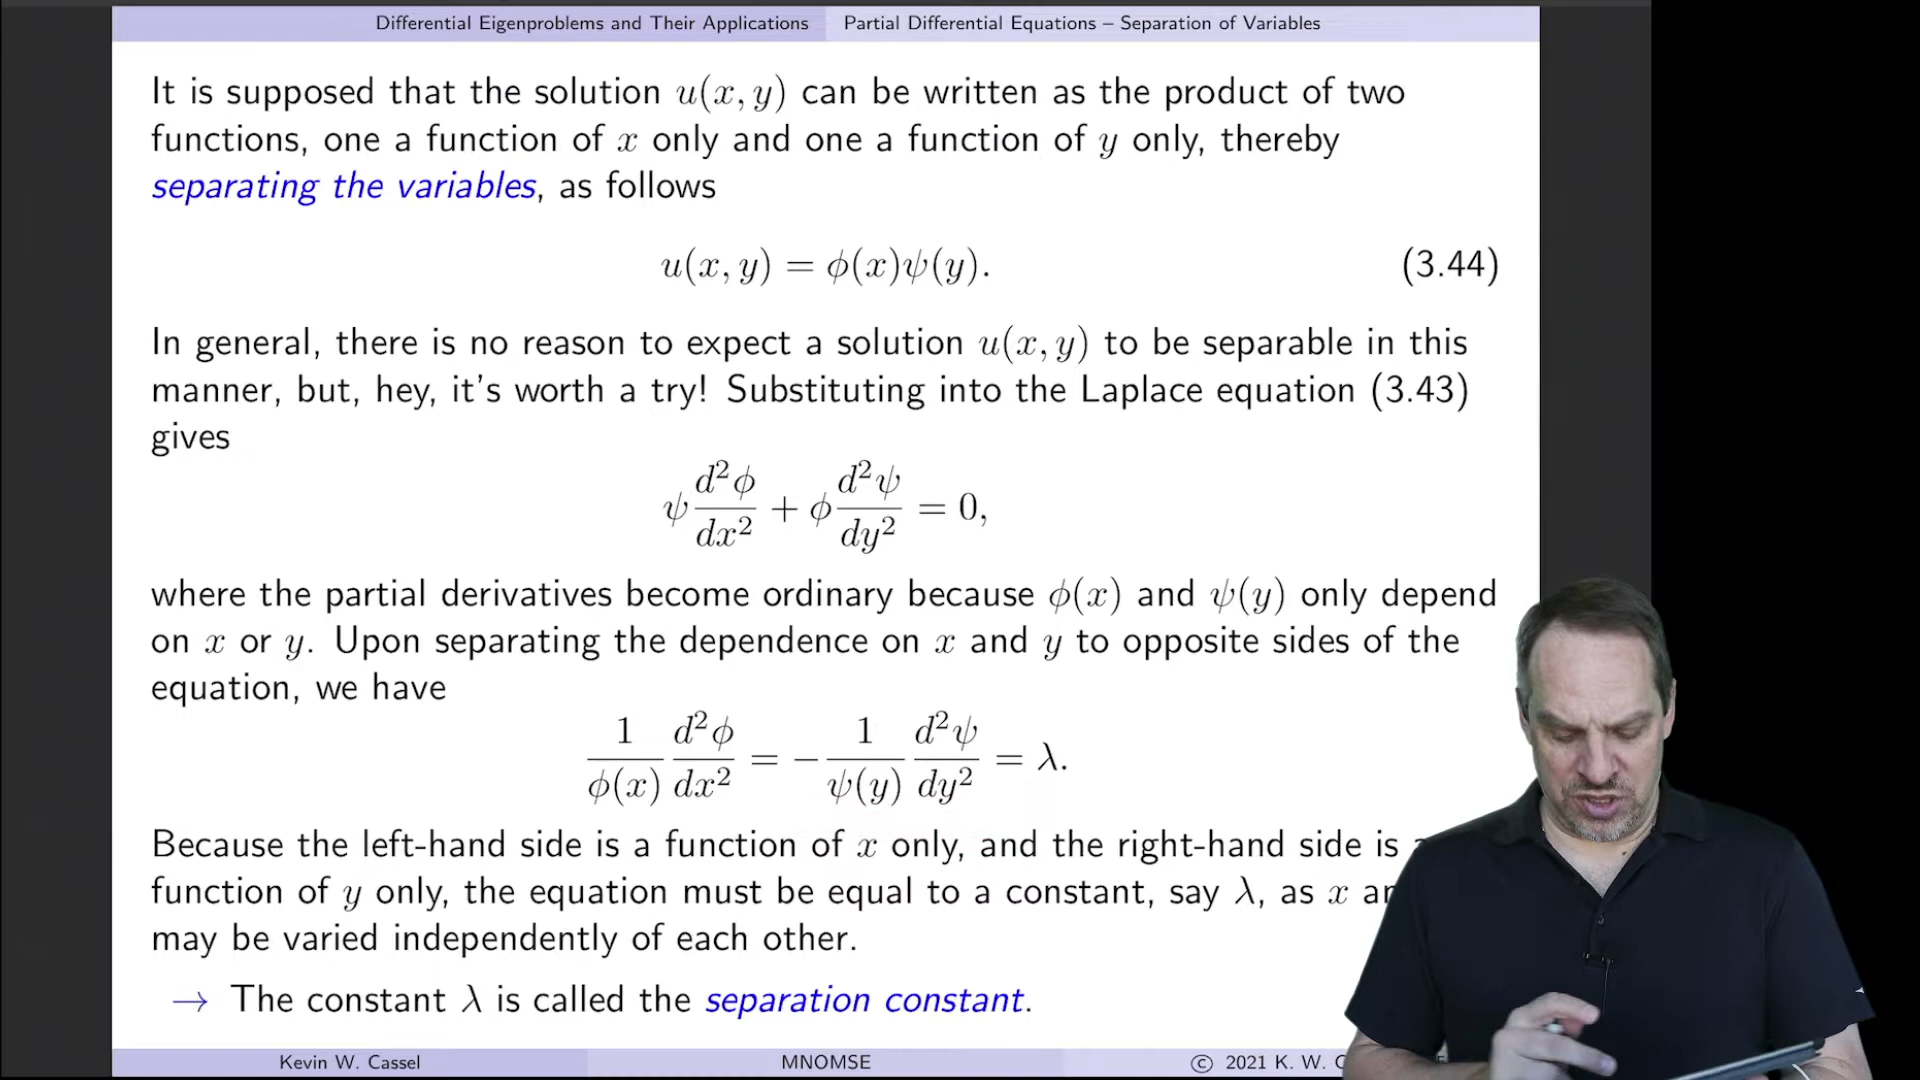 Differential Eigenproblems and Their Applications Partial Differential Equations – Separation of Variables
It is supposed that the solution u(x, y) can be written as the product of two
functions, one a function of x only and one a function of y only, thereby
separating the variables, as follows
u(x, y) = ϕ(x)ψ(y). (3.44)
In general, there is no reason to expect a solution u(x, y) to be separable in this
manner, but, hey, it's worth a try! Substituting into the Laplace equation (3.43)
gives
ψ d²ϕ/dx² + ϕ d²ψ/dy² = 0,
where the partial derivatives become ordinary because ϕ(x) and ψ(y) only depend
on x or y. Upon separating the dependence on x and y to opposite sides of the
equation, we have
1/ϕ(x) d²ϕ/dx² = − 1/ψ(y) d²ψ/dy² = λ.
Because the left-hand side is a function of x only, and the right-hand side is
function of y only, the equation must be equal to a constant, say λ, as x
may be varied independently of each other.
→ The constant λ is called the separation constant.
Kevin W. Cassel MNOMSE © 2021 K. W.